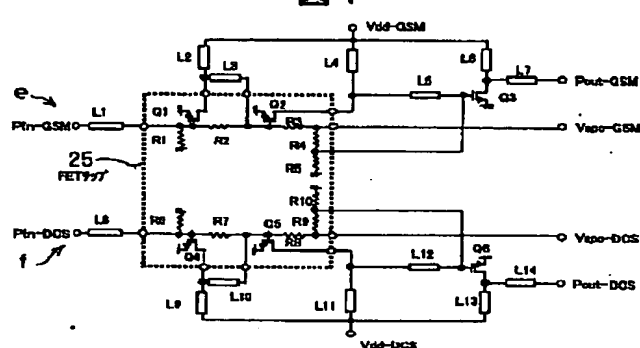 Vdd-GSM
L2
L3
L4
L6
L7
Pout-GSM
L5
Q3
e
L1
Q1
Q2
Pin-GSM
R1
R2
R3
Vapc-GSM
R4
R5
25
FETチップ
R10
L8
R6
R7
Q5
R9
R8
Pin-DCS
Vapc-DCS
f
Q4
L12
Q6
L10
L14
Pout-DCS
L9
L11
L13
Vdd-DCS